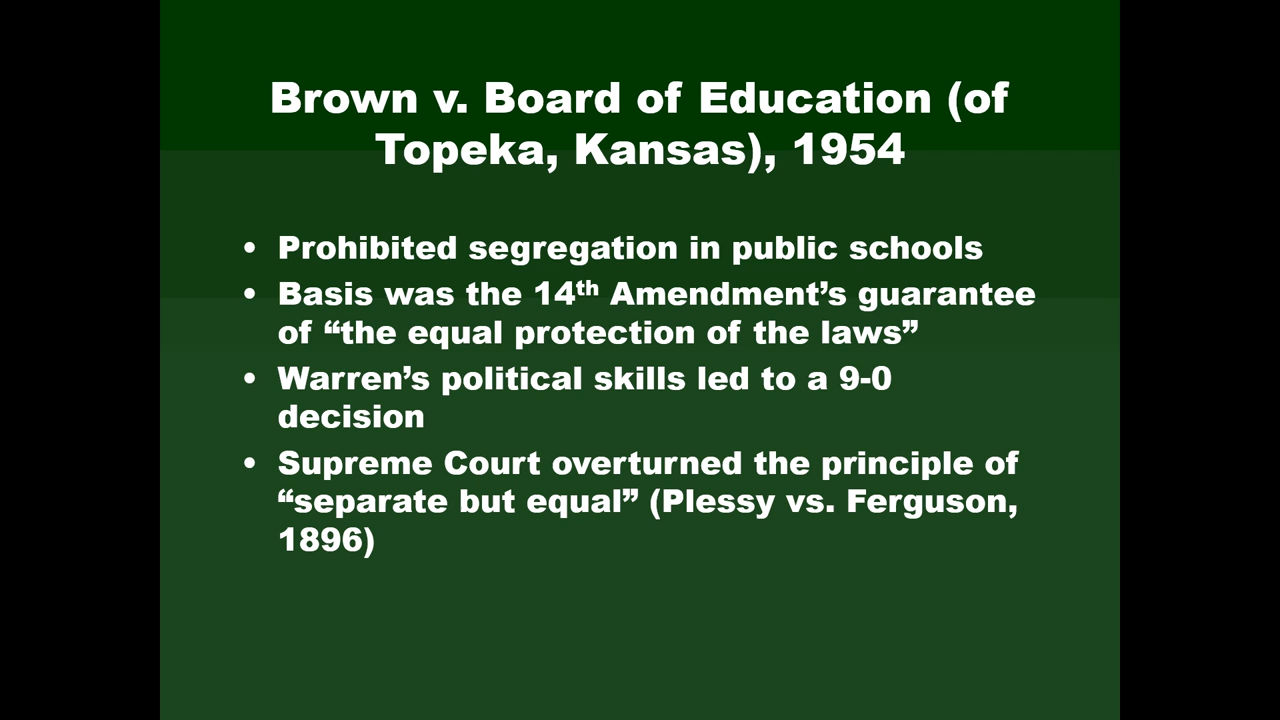 Brown v. Board of Education (of
Topeka, Kansas), 1954
• Prohibited segregation in public schools
• Basis was the 14th Amendment’s guarantee
of “the equal protection of the laws”
• Warren’s political skills led to a 9-0
decision
• Supreme Court overturned the principle of
“separate but equal” (Plessy vs. Ferguson,
1896)